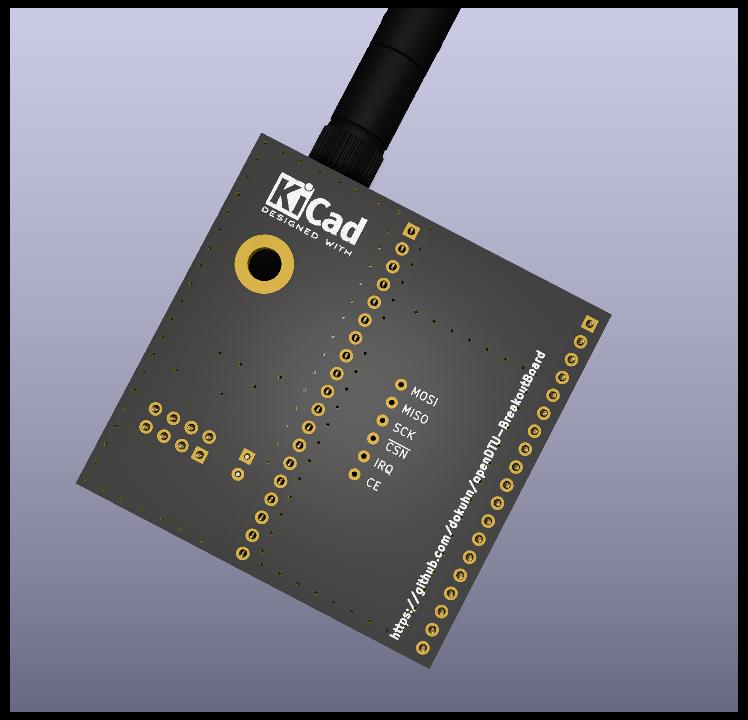 KiCad
DESIGNED WITH
MOSI
MISO
SCK
CSN
IRQ
CE
https://github.com/dokuhn/openDTU-BreakoutBoard